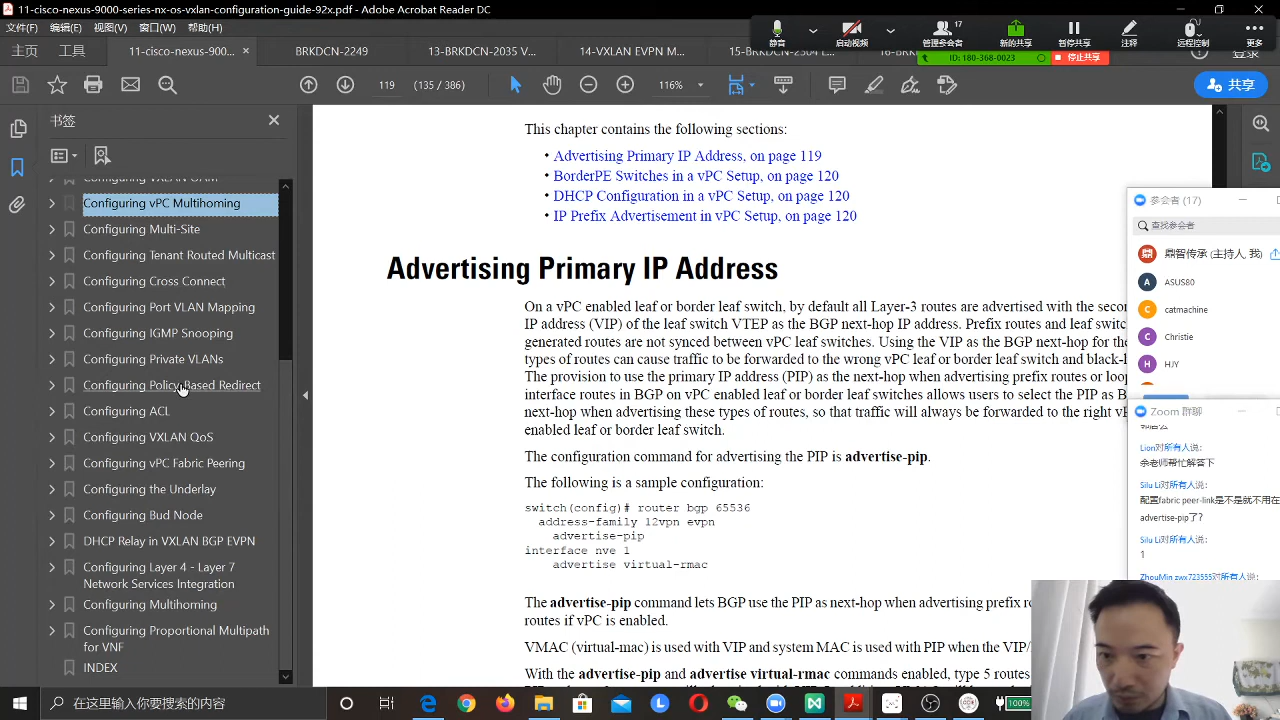 11-cisco-nexus-9000-series-nx-os-vxlan-configuration-guide-92x.pdf - Adobe Acrobat Reader DC
文件(F) 编辑(E) 视图(V) 窗口(W) 帮助(H)
17
静音 启动视频 管理参会者 新的共享 暂停共享 注释 远程控制 更多
主页 工具 11-cisco-nexus-900... × BRKDCN-2249 13-BRKDCN-2035 V... 14-VXLAN EVPN M... 15-BRKDCN-2304 登录
ID: 180-368-0023 停止共享
119 (135 / 386) 116% 共享
书签
Configuring VXLAN OAM
Configuring vPC Multihoming
Configuring Multi-Site
Configuring Tenant Routed Multicast
Configuring Cross Connect
Configuring Port VLAN Mapping
Configuring IGMP Snooping
Configuring Private VLANs
Configuring Policy-Based Redirect
Configuring ACL
Configuring VXLAN QoS
Configuring vPC Fabric Peering
Configuring the Underlay
Configuring Bud Node
DHCP Relay in VXLAN BGP EVPN
Configuring Layer 4 - Layer 7
Network Services Integration
Configuring Multihoming
Configuring Proportional Multipath
for VNF
INDEX
This chapter contains the following sections:
• Advertising Primary IP Address, on page 119
• BorderPE Switches in a vPC Setup, on page 120
• DHCP Configuration in a vPC Setup, on page 120
• IP Prefix Advertisement in vPC Setup, on page 120
Advertising Primary IP Address
On a vPC enabled leaf or border leaf switch, by default all Layer-3 routes are advertised with the
IP address (VIP) of the leaf switch VTEP as the BGP next-hop IP address. Prefix routes and leaf
generated routes are not synced between vPC leaf switches. Using the VIP as the BGP next-hop for
types of routes can cause traffic to be forwarded to the wrong vPC leaf or border leaf switch and
The provision to use the primary IP address (PIP) as the next-hop when advertising prefix routes or
interface routes in BGP on vPC enabled leaf or border leaf switches allows users to select the PIP as
next-hop when advertising these types of routes, so that traffic will always be forwarded to the right
enabled leaf or border leaf switch.
The configuration command for advertising the PIP is advertise-pip.
The following is a sample configuration:
switch(config)# router bgp 65536
address-family l2vpn evpn
advertise-pip
interface nve 1
advertise virtual-rmac
The advertise-pip command lets BGP use the PIP as next-hop when advertising prefix
routes if vPC is enabled.
VMAC (virtual-mac) is used with VIP and system MAC is used with PIP when the
With the advertise-pip and advertise virtual-rmac commands enabled, type 5 routes
参会者 (17)
查找参会者
鼎智传承 (主持人, 我)
A ASUS80
C catmachine
C Christie
H HJY
Zoom 群聊
Lion对所有人说:
余老师帮忙解答下
Silu Li对所有人说:
配置fabric peer-link是不是就不用在
advertise-pip了?
Silu Li对所有人说:
1
ZhouMin zwx723555对所有人说:
在这里输入你要搜索的内容
100%